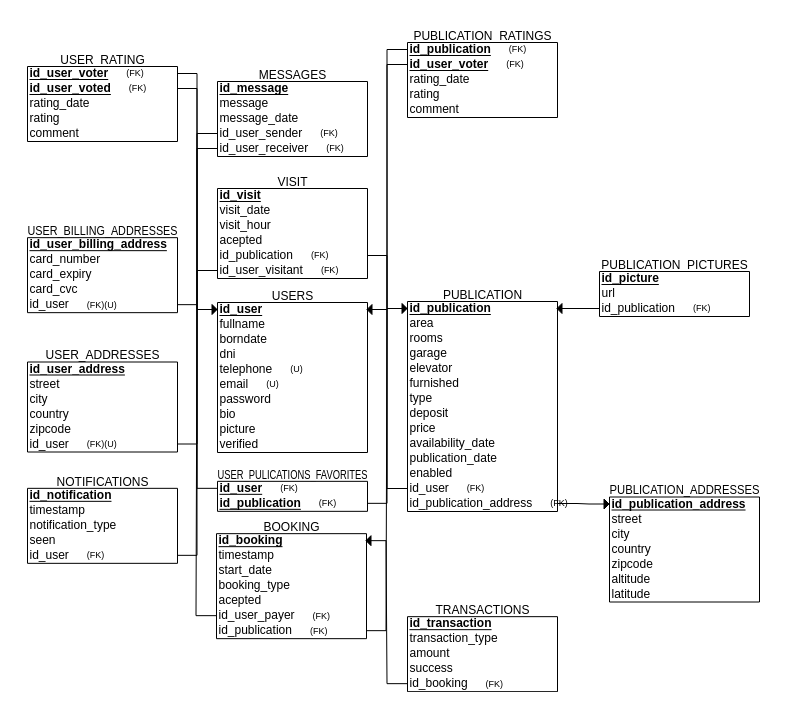 USER_RATING
id_user_voter (FK)
id_user_voted (FK)
rating_date
rating
comment
MESSAGES
id_message
message
message_date
id_user_sender (FK)
id_user_receiver (FK)
PUBLICATION_RATINGS
id_publication (FK)
id_user_voter (FK)
rating_date
rating
comment
VISIT
id_visit
visit_date
visit_hour
acepted
id_publication (FK)
id_user_visitant (FK)
USER_BILLING_ADDRESSES
id_user_billing_address
card_number
card_expiry
card_cvc
id_user (FK)(U)
USERS
id_user
fullname
borndate
dni
telephone (U)
email (U)
password
bio
picture
verified
PUBLICATION
id_publication
area
rooms
garage
elevator
furnished
type
deposit
price
availability_date
publication_date
enabled
id_user (FK)
id_publication_address (FK)
PUBLICATION_PICTURES
id_picture
url
id_publication (FK)
USER_ADDRESSES
id_user_address
street
city
country
zipcode
id_user (FK)(U)
NOTIFICATIONS
id_notification
timestamp
notification_type
seen
id_user (FK)
USER_PULICATIONS_FAVORITES
id_user (FK)
id_publication (FK)
PUBLICATION_ADDRESSES
id_publication_address
street
city
country
zipcode
altitude
latitude
BOOKING
id_booking
timestamp
start_date
booking_type
acepted
id_user_payer (FK)
id_publication (FK)
TRANSACTIONS
id_transaction
transaction_type
amount
success
id_booking (FK)